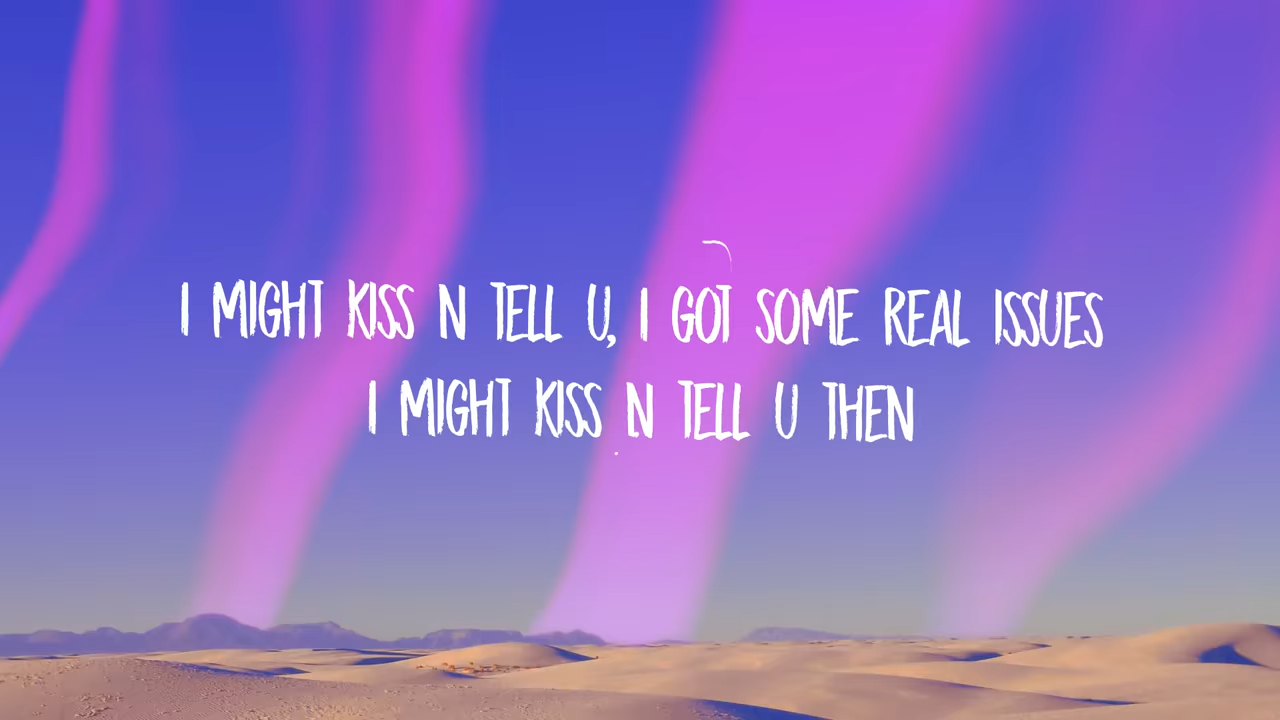 I MIGHT KISS N TELL U, I GOT SOME REAL ISSUES
I MIGHT KISS N TELL U THEN